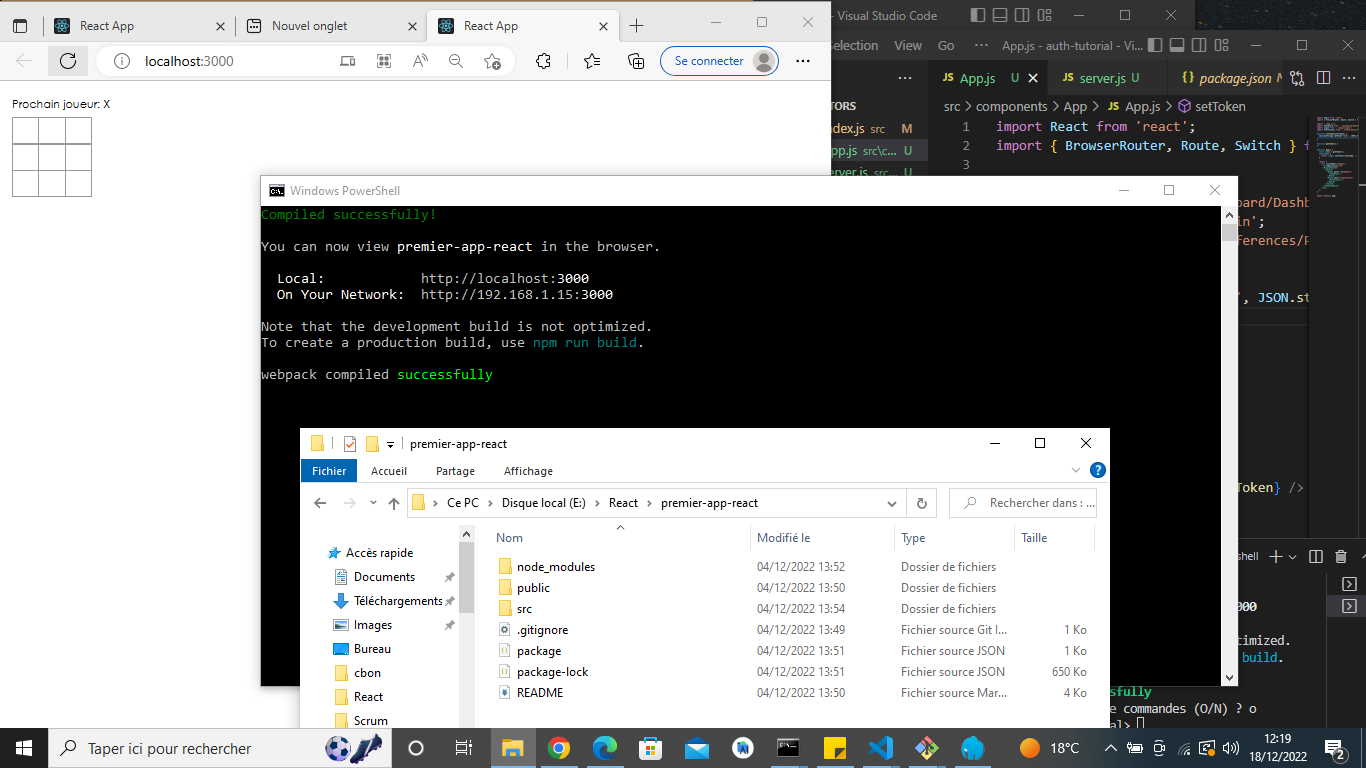 React App
Nouvel onglet
React App
localhost:3000
Se connecter
Prochain joueur: X
- Visual Studio Code
Selection View Go ··· App.js - auth-tutorial - Vi...
TORS
ndex.js src M
App.js src\c... U
erver.js src... U
JS App.js U
JS server.js U
{} package.json
src > components > App > JS App.js > setToken
1 import React from 'react';
2 import { BrowserRouter, Route, Switch } f
3
oard/Dashb
in';
ferences/P
', JSON.st
Token} />
Windows PowerShell
Compiled successfully!
You can now view premier-app-react in the browser.
Local: http://localhost:3000
On Your Network: http://192.168.1.15:3000
Note that the development build is not optimized.
To create a production build, use npm run build.
webpack compiled successfully
premier-app-react
Fichier Accueil Partage Affichage
Ce PC > Disque local (E:) > React > premier-app-react
Rechercher dans : ...
Nom Modifié le Type Taille
Accès rapide
Documents
Téléchargements
Images
Bureau
cbon
React
Scrum
node_modules 04/12/2022 13:52 Dossier de fichiers
public 04/12/2022 13:50 Dossier de fichiers
src 04/12/2022 13:54 Dossier de fichiers
.gitignore 04/12/2022 13:49 Fichier source Git I... 1 Ko
package 04/12/2022 13:51 Fichier source JSON 1 Ko
package-lock 04/12/2022 13:51 Fichier source JSON 650 Ko
README 04/12/2022 13:50 Fichier source Mar... 4 Ko
shell
000
timized.
build.
sfully
e commandes (O/N) ? o
al>
Taper ici pour rechercher
18°C
12:19
18/12/2022
2